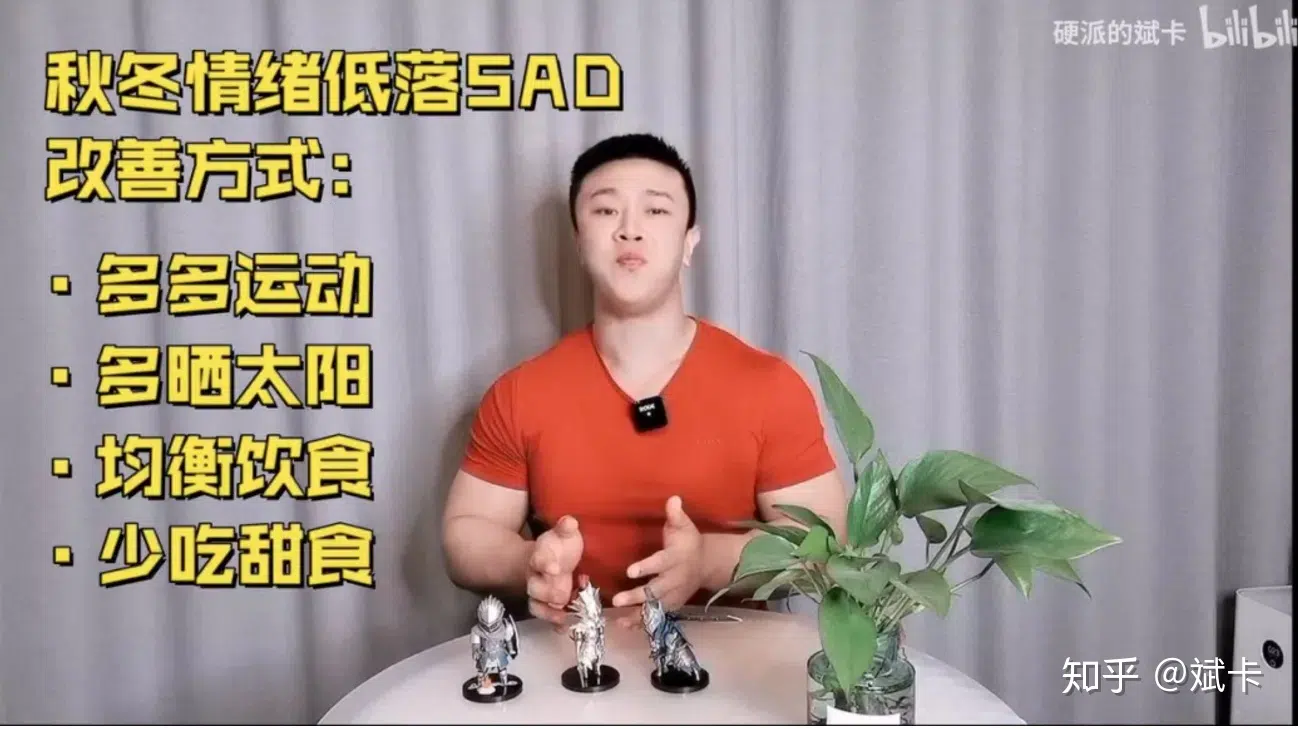 硬派的斌卡 bilibili
秋冬情绪低落SAD
改善方式：
· 多多运动
· 多晒太阳
· 均衡饮食
· 少吃甜食
RODE
知乎 @斌卡